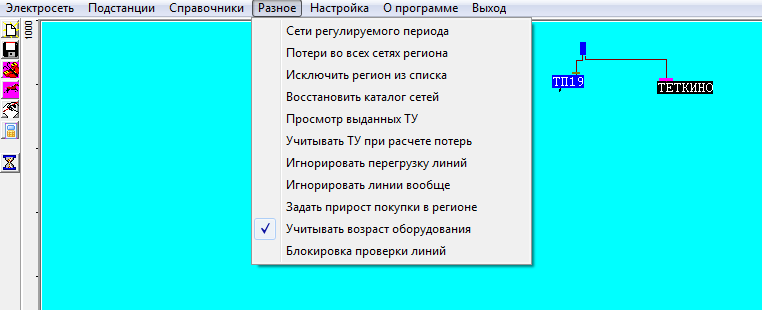 Электросеть Подстанции Справочники Разное Настройка О программе Выход
1000
Сети регулируемого периода
Потери во всех сетях региона
Исключить регион из списка
Восстановить каталог сетей
Просмотр выданных ТУ
Учитывать ТУ при расчете потерь
Игнорировать перегрузку линий
Игнорировать линии вообще
Задать прирост покупки в регионе
Учитывать возраст оборудования
Блокировка проверки линий
ТП19 ТЕТКИНО